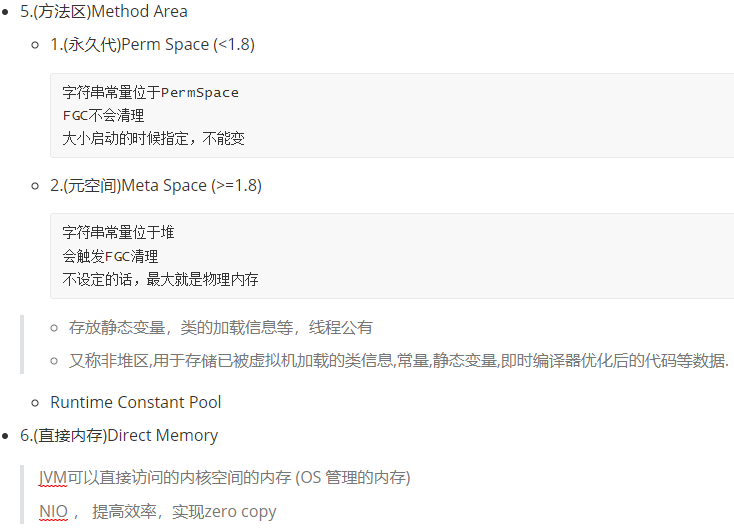 5.(方法区)Method Area
1.(永久代)Perm Space (<1.8)
字符串常量位于PermSpace
FGC不会清理
大小启动的时候指定，不能变
2.(元空间)Meta Space (>=1.8)
字符串常量位于堆
会触发FGC清理
不设定的话，最大就是物理内存
存放静态变量，类的加载信息等，线程公有
又称非堆区,用于存储已被虚拟机加载的类信息,常量,静态变量,即时编译器优化后的代码等数据.
Runtime Constant Pool
6.(直接内存)Direct Memory
JVM可以直接访问的内核空间的内存 (OS 管理的内存)
NIO ， 提高效率，实现zero copy